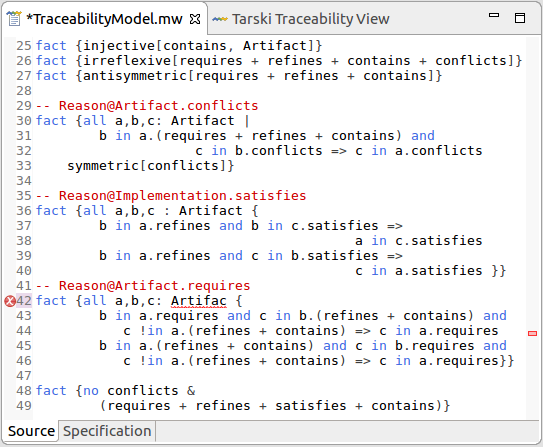 *TraceabilityModel.mw
Tarski Traceability View
25 fact {injective[contains, Artifact]}
26 fact {irreflexive[requires + refines + contains + conflicts]}
27 fact {antisymmetric[requires + refines + contains]}
28
29 -- Reason@Artifact.conflicts
30 fact {all a,b,c: Artifact |
31 b in a.(requires + refines + contains) and
32 c in b.conflicts => c in a.conflicts
33 symmetric[conflicts]}
34
35 -- Reason@Implementation.satisfies
36 fact {all a,b,c : Artifact {
37 b in a.refines and b in c.satisfies =>
38 a in c.satisfies
39 b in a.refines and c in b.satisfies =>
40 c in a.satisfies }}
41 -- Reason@Artifact.requires
42 fact {all a,b,c: Artifac {
43 b in a.requires and c in b.(refines + contains) and
44 c !in a.(refines + contains) => c in a.requires
45 b in a.(refines + contains) and c in b.requires and
46 c !in a.(refines + contains) => c in a.requires}}
47
48 fact {no conflicts &
49 (requires + refines + satisfies + contains)}
Source Specification